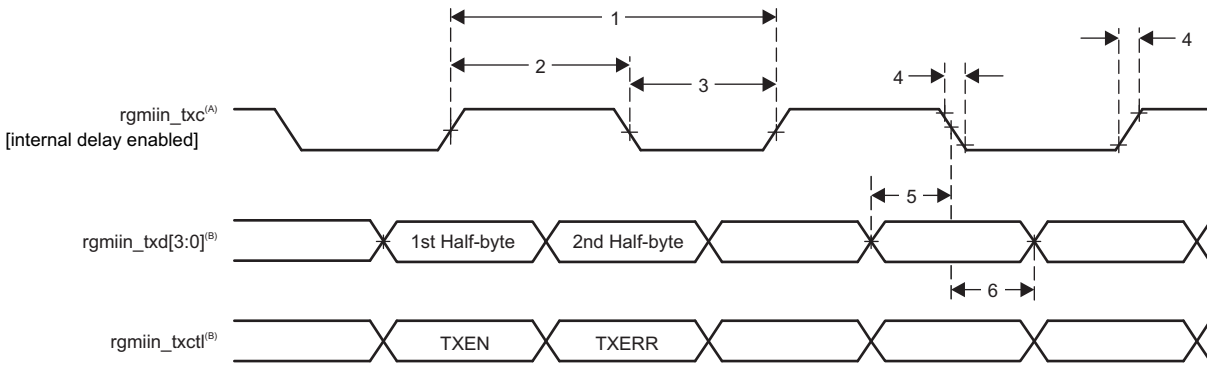 1
4
2
4
3
rgmiin_txc(A)
[internal delay enabled]
5
rgmiin_txd[3:0](B)
1st Half-byte
2nd Half-byte
6
rgmiin_txctl(B)
TXEN
TXERR